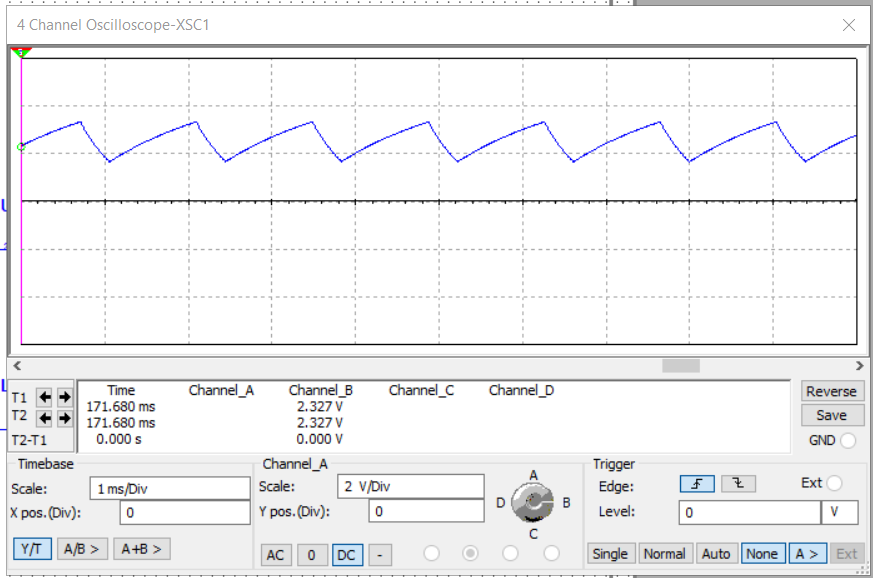 4 Channel Oscilloscope-XSC1
Time Channel_A Channel_B Channel_C Channel_D
T1 171.680 ms 2.327 V
T2 171.680 ms 2.327 V
T2-T1 0.000 s 0.000 V
Reverse
Save
GND
Timebase
Scale: 1 ms/Div
X pos.(Div): 0
Y/T A/B > A+B >
Channel_A
Scale: 2 V/Div
Y pos.(Div): 0
AC 0 DC -
A
D B
C
Trigger
Edge: Ext
Level: 0 V
Single Normal Auto None A > Ext